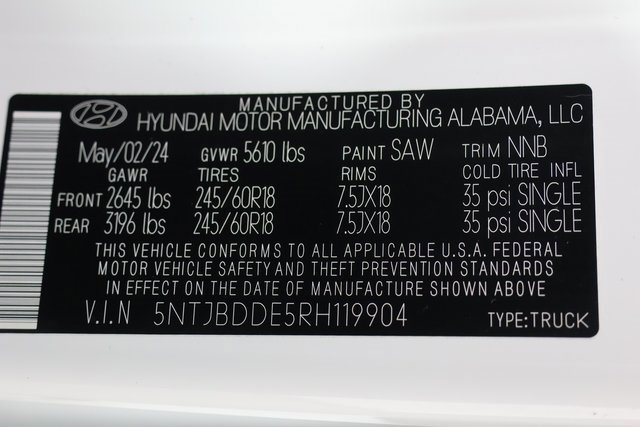 MANUFACTURED BY
HYUNDAI MOTOR MANUFACTURING ALABAMA, LLC
May/02/24 GVWR 5610 lbs PAINT SAW TRIM NNB
GAWR TIRES RIMS COLD TIRE INFL
FRONT 2645 lbs 245/60R18 7.5JX18 35 psi SINGLE
REAR 3196 lbs 245/60R18 7.5JX18 35 psi SINGLE
THIS VEHICLE CONFORMS TO ALL APPLICABLE U.S.A. FEDERAL
MOTOR VEHICLE SAFETY AND THEFT PREVENTION STANDARDS
IN EFFECT ON THE DATE OF MANUFACTURE SHOWN ABOVE
V.I.N 5NTJBDDE5RH119904 TYPE:TRUCK